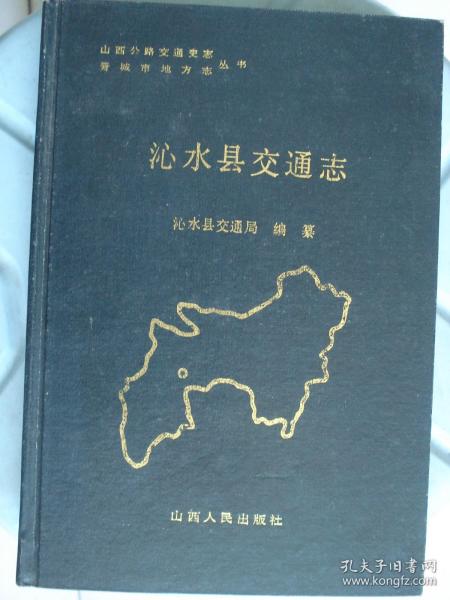 山西公路交通史志
晋城市地方志
丛书
沁水县交通志
沁水县交通局 编纂
山西人民出版社
孔夫子旧书网
www.kongfz.com